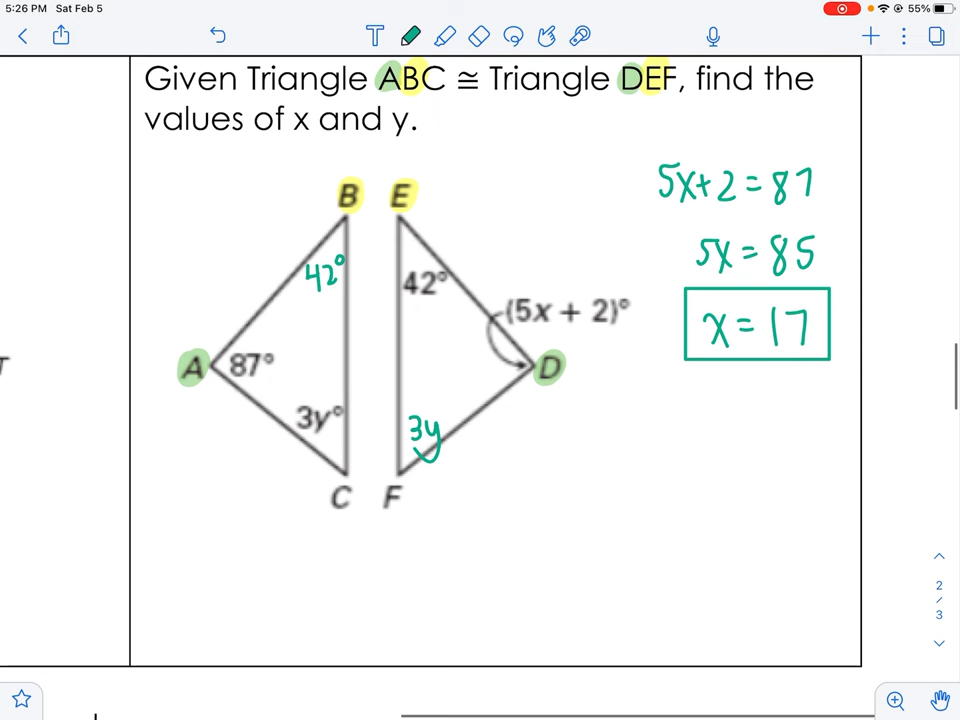 5:26 PM Sat Feb 5
55%
Given Triangle ABC ≅ Triangle DEF, find the
values of x and y.
B E
5x+2=87
42°
42°
5x = 85
(5x + 2)°
x = 17
A 87°
D
3y°
3y
C F
2
/
3